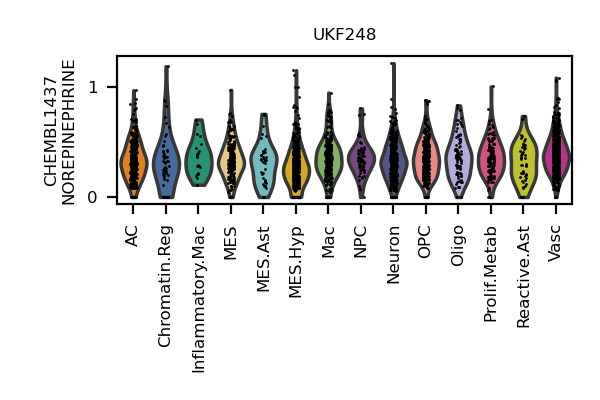 UKF248
CHEMBL1437
NOREPINEPHRINE
1
0
AC
Chromatin.Reg
Inflammatory.Mac
MES
MES.Ast
MES.Hyp
Mac
NPC
Neuron
OPC
Oligo
Prolif.Metab
Reactive.Ast
Vasc